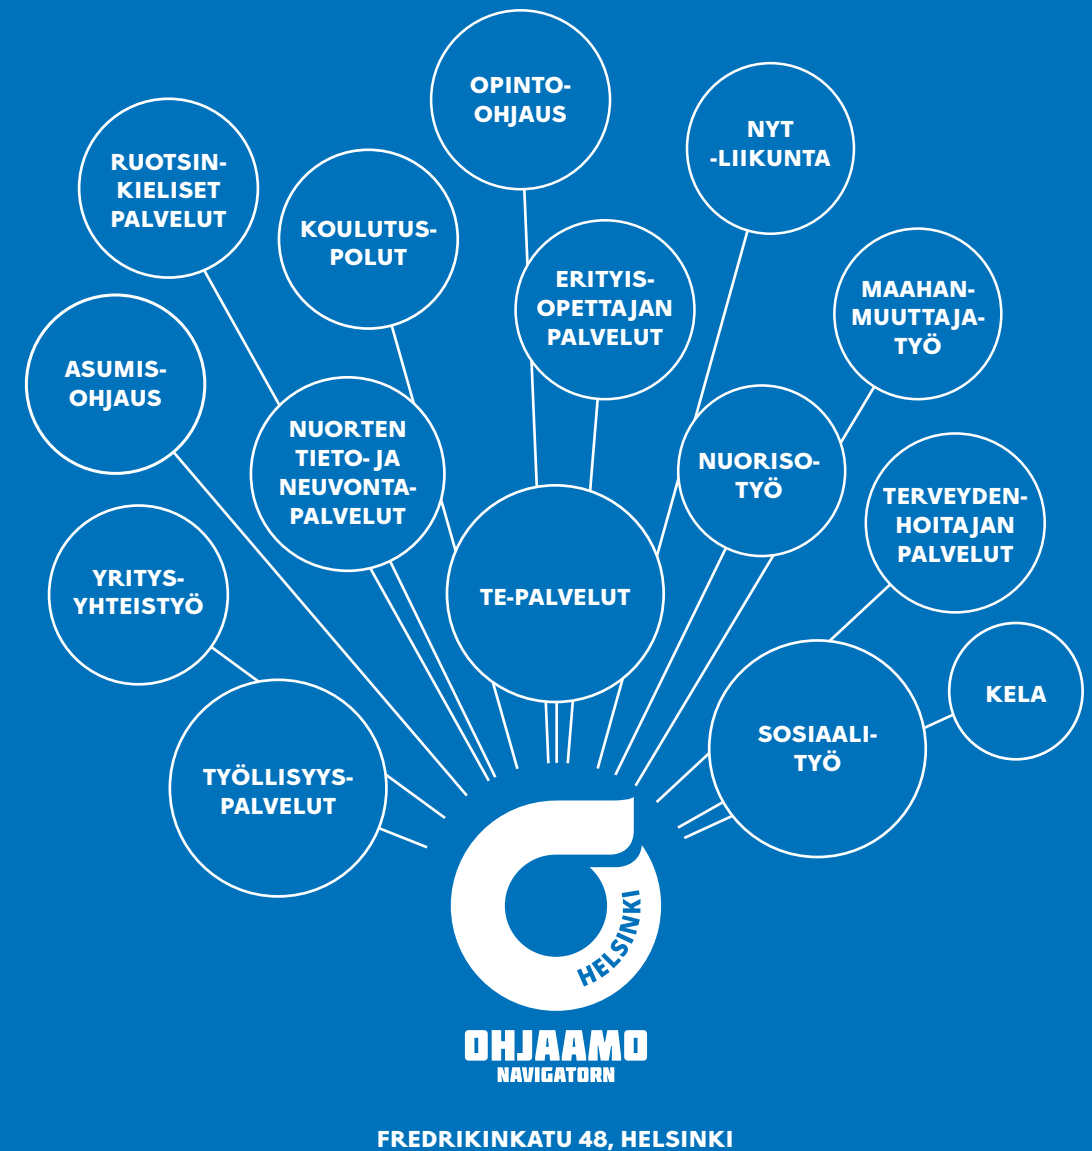 OPINTO-
OHJAUS
NYT
-LIIKUNTA
RUOTSIN-
KIELISET
PALVELUT
KOULUTUS-
POLUT
ERITYIS-
OPETTAJAN
PALVELUT
MAAHAN-
MUUTTAJA-
TYÖ
ASUMIS-
OHJAUS
NUORTEN
TIETO- JA
NEUVONTA-
PALVELUT
NUORISO-
TYÖ
TERVEYDEN-
HOITAJAN
PALVELUT
YRITYS-
YHTEISTYÖ
TE-PALVELUT
KELA
SOSIAALI-
TYÖ
TYÖLLISYYS-
PALVELUT
HELSINKI
OHJAAMO
NAVIGATORN
FREDRIKINKATU 48, HELSINKI